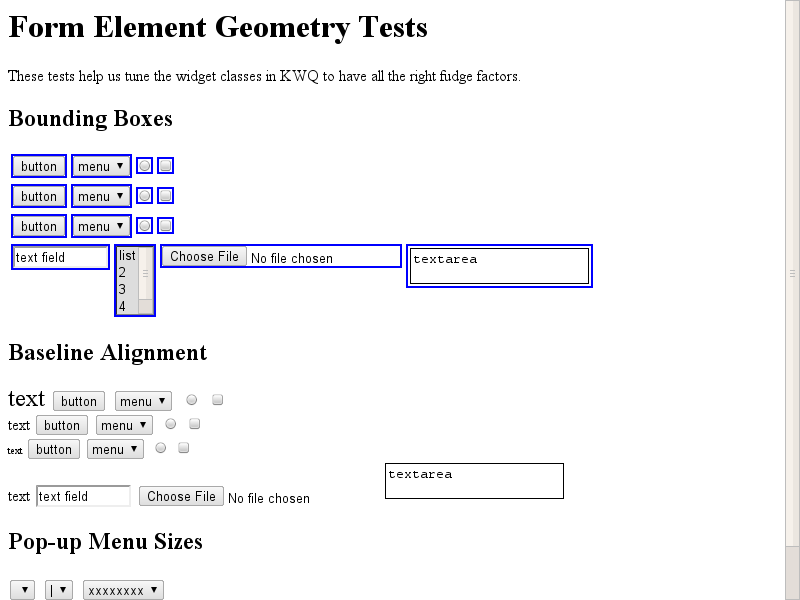 Form Element Geometry Tests
These tests help us tune the widget classes in KWQ to have all the right fudge factors.
Bounding Boxes
button menu
button menu
button menu
text field list Choose File No file chosen textarea
2
3
4
Baseline Alignment
text button menu
text button menu
text button menu
textarea
text text field Choose File No file chosen
Pop-up Menu Sizes
| xxxxxxxx